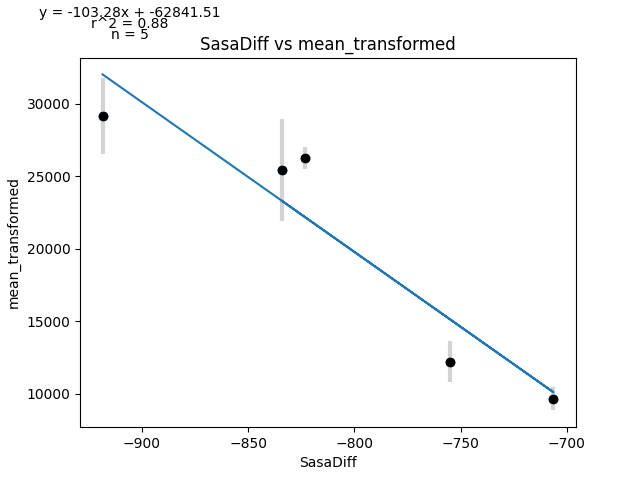 y = -103.28x + -62841.51
r^2 = 0.88
n = 5
SasaDiff vs mean_transformed
30000
25000
20000
15000
10000
mean_transformed
−900
−850
−800
−750
−700
SasaDiff